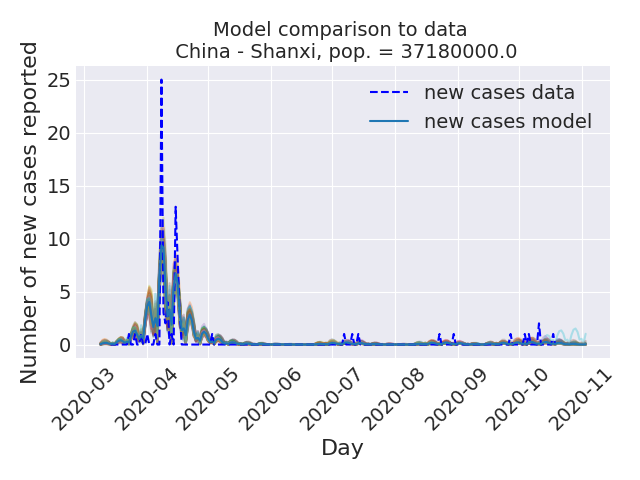 Model comparison to data
China - Shanxi, pop. = 37180000.0
new cases data
new cases model
Number of new cases reported
25
20
15
10
5
0
2020-03
2020-04
2020-05
2020-06
2020-07
2020-08
2020-09
2020-10
2020-11
Day